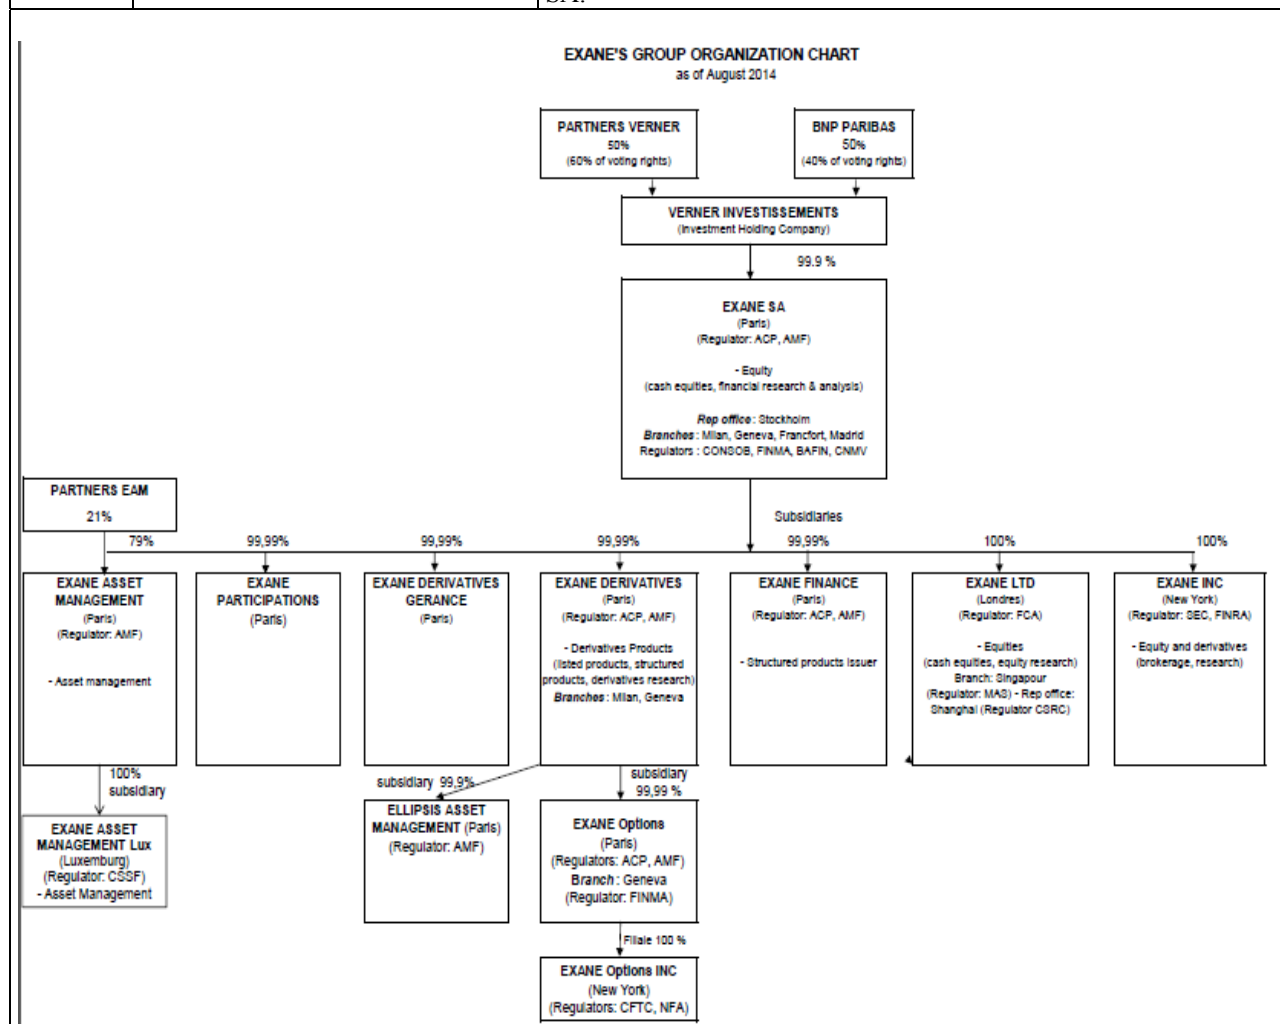 SA.
EXANE'S GROUP ORGANIZATION CHART
as of August 2014
PARTNERS VERNER
50%
(60% of voting rights)
BNP PARIBAS
50%
(40% of voting rights)
VERNER INVESTISSEMENTS
(Investment Holding Company)
99.9 %
EXANE SA
(Paris)
(Regulator: ACP, AMF)
- Equity
(cash equities, financial research & analysis)
Rep office : Stockholm
Branches : Milan, Geneva, Francfort, Madrid
Regulators : CONSOB, FINMA, BAFIN, CNMV
PARTNERS EAM
21%
Subsidiaries
79%
99,99%
99,99%
99,99%
99,99%
100%
100%
EXANE ASSET
MANAGEMENT
(Paris)
(Regulator: AMF)
- Asset management
EXANE
PARTICIPATIONS
(Paris)
EXANE DERIVATIVES
GERANCE
(Paris)
EXANE DERIVATIVES
(Paris)
(Regulator: ACP, AMF)
- Derivatives Products
(listed products, structured
products, derivatives research)
Branches : Milan, Geneva
EXANE FINANCE
(Paris)
(Regulator: ACP, AMF)
- Structured products issuer
EXANE LTD
(Londres)
(Regulator: FCA)
- Equities
(cash equities, equity research)
Branch: Singapour
(Regulator: MAS) - Rep office:
Shanghai (Regulator CSRC)
EXANE INC
(New York)
(Regulator: SEC, FINRA)
- Equity and derivatives
(brokerage, research)
100%
subsidiary
subsidiary 99,9%
subsidiary
99,99 %
EXANE ASSET
MANAGEMENT Lux
(Luxemburg)
(Regulator: CSSF)
- Asset Management
ELLIPSIS ASSET
MANAGEMENT (Paris)
(Regulator: AMF)
EXANE Options
(Paris)
(Regulators: ACP, AMF)
Branch : Geneva
(Regulator: FINMA)
Filiale 100 %
EXANE Options INC
(New York)
(Regulators: CFTC, NFA)